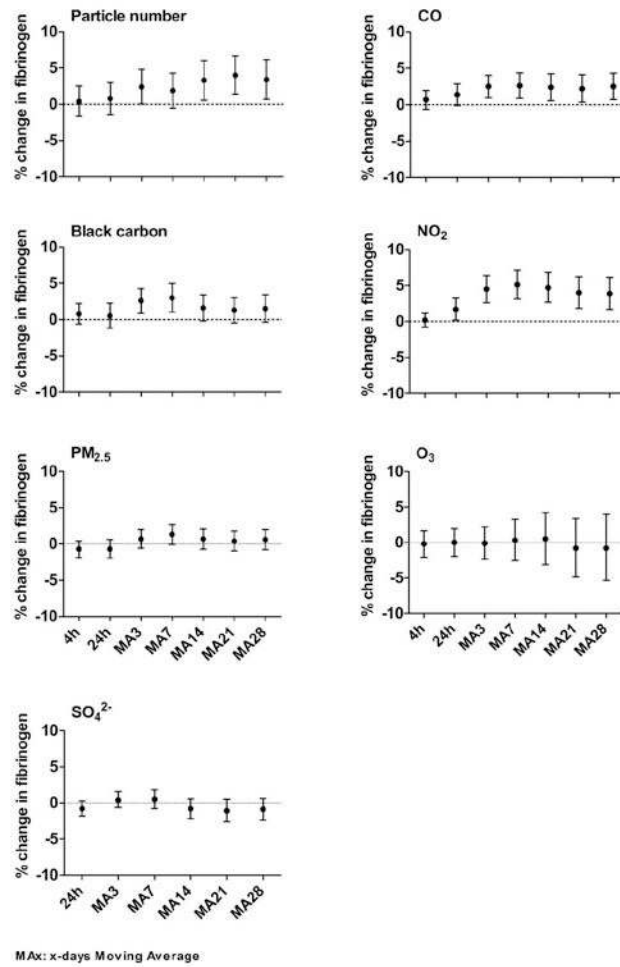 Particle number
% change in fibrinogen
10
5
0
-5
-10
CO
% change in fibrinogen
10
5
0
-5
-10
Black carbon
% change in fibrinogen
10
5
0
-5
-10
NO2
% change in fibrinogen
10
5
0
-5
-10
PM2.5
% change in fibrinogen
10
5
0
-5
-10
4h 24h MA3 MA7 MA14 MA21 MA28
O3
% change in fibrinogen
10
5
0
-5
-10
4h 24h MA3 MA7 MA14 MA21 MA28
SO4 2-
% change in fibrinogen
10
5
0
-5
-10
24h MA3 MA7 MA14 MA21 MA28
MAx: x-days Moving Average